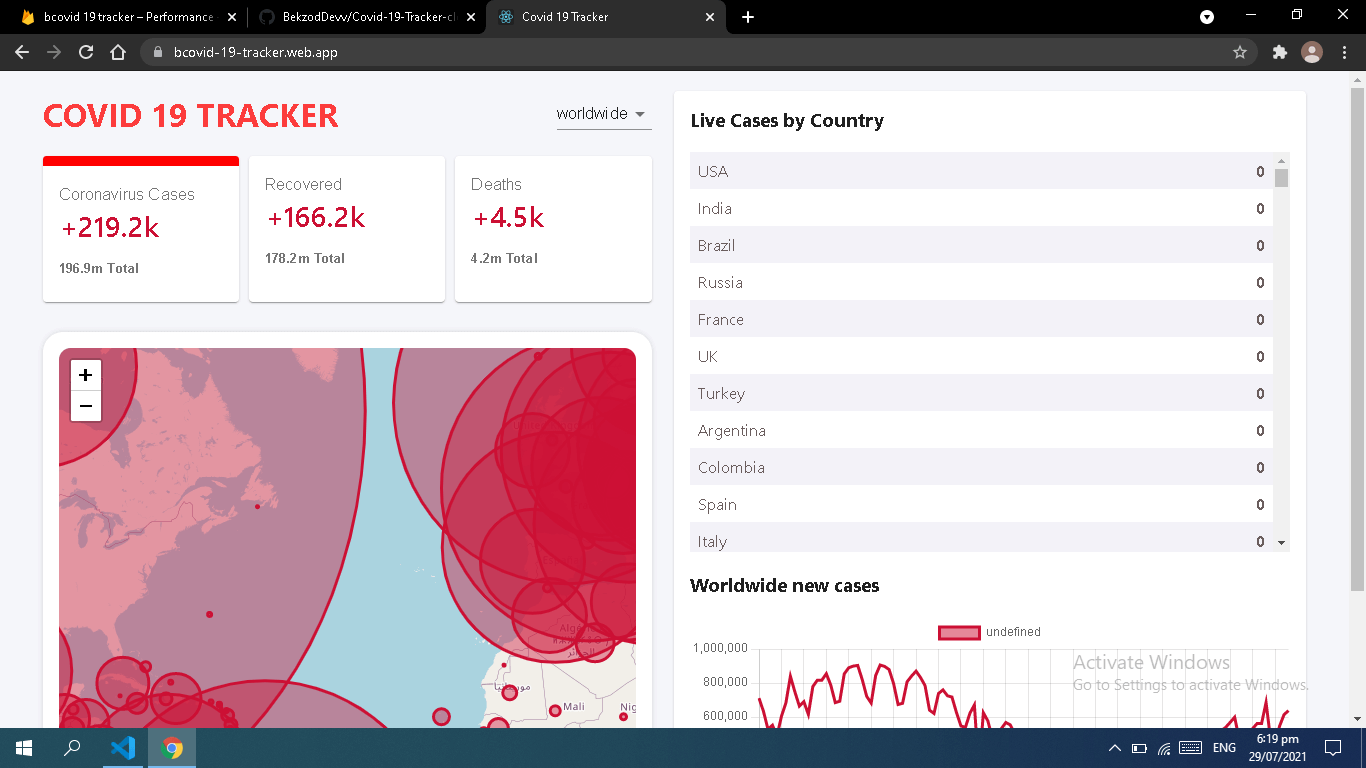 bcovid 19 tracker – Performance
BekzodDevv/Covid-19-Tracker-cl
Covid 19 Tracker
bcovid-19-tracker.web.app
COVID 19 TRACKER
worldwide
Coronavirus Cases
+219.2k
196.9m Total
Recovered
+166.2k
178.2m Total
Deaths
+4.5k
4.2m Total
+
−
موريتانيا
Mali
Nig
Live Cases by Country
USA 0
India 0
Brazil 0
Russia 0
France 0
UK 0
Turkey 0
Argentina 0
Colombia 0
Spain 0
Italy 0
Worldwide new cases
undefined
1,000,000
800,000
600,000
Activate Windows
Go to Settings to activate Windows.
ENG
6:19 pm
29/07/2021